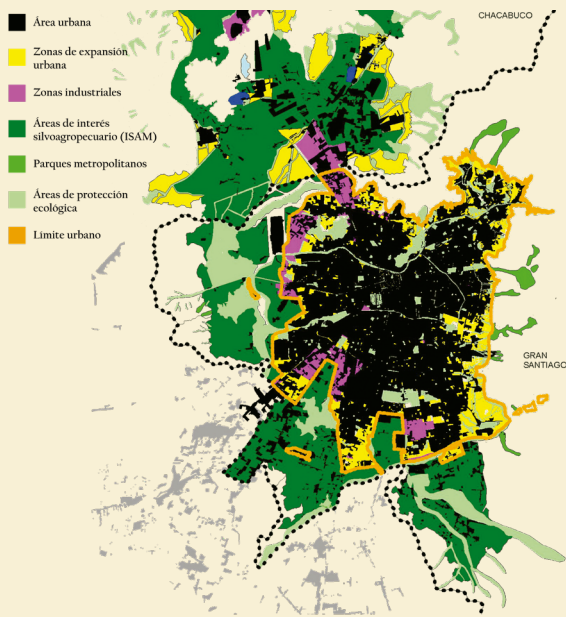 CHACABUCO
Área urbana
Zonas de expansión
urbana
Zonas industriales
Áreas de interés
silvoagropecuario (ISAM)
Parques metropolitanos
Áreas de protección
ecológica
Límite urbano
GRAN
SANTIAGO